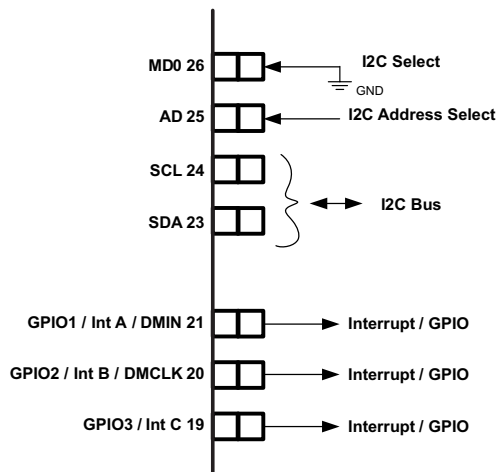 MD0 26
I2C Select
GND
AD 25
I2C Address Select
SCL 24
SDA 23
I2C Bus
GPIO1 / Int A / DMIN 21
Interrupt / GPIO
GPIO2 / Int B / DMCLK 20
Interrupt / GPIO
GPIO3 / Int C 19
Interrupt / GPIO